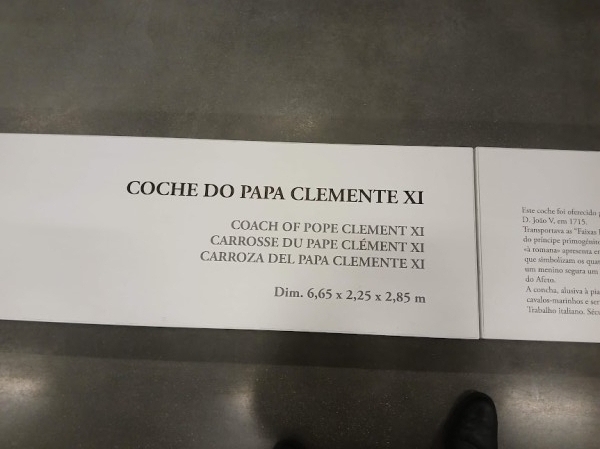 COCHE DO PAPA CLEMENTE XI
COACH OF POPE CLEMENT XI
CARROSSE DU PAPE CLÉMENT XI
CARROZA DEL PAPA CLEMENTE XI
Dim. 6,65 x 2,25 x 2,85 m
Este coche foi oferecido
D. João V, em 1715.
Transportava as "Faixas
do príncipe primogéni
«à romana» apresenta
que simbolizam os
um menino segura um
do Afeto.
A concha, alusiva à
cavalos-marinhos e
Trabalho italiano.